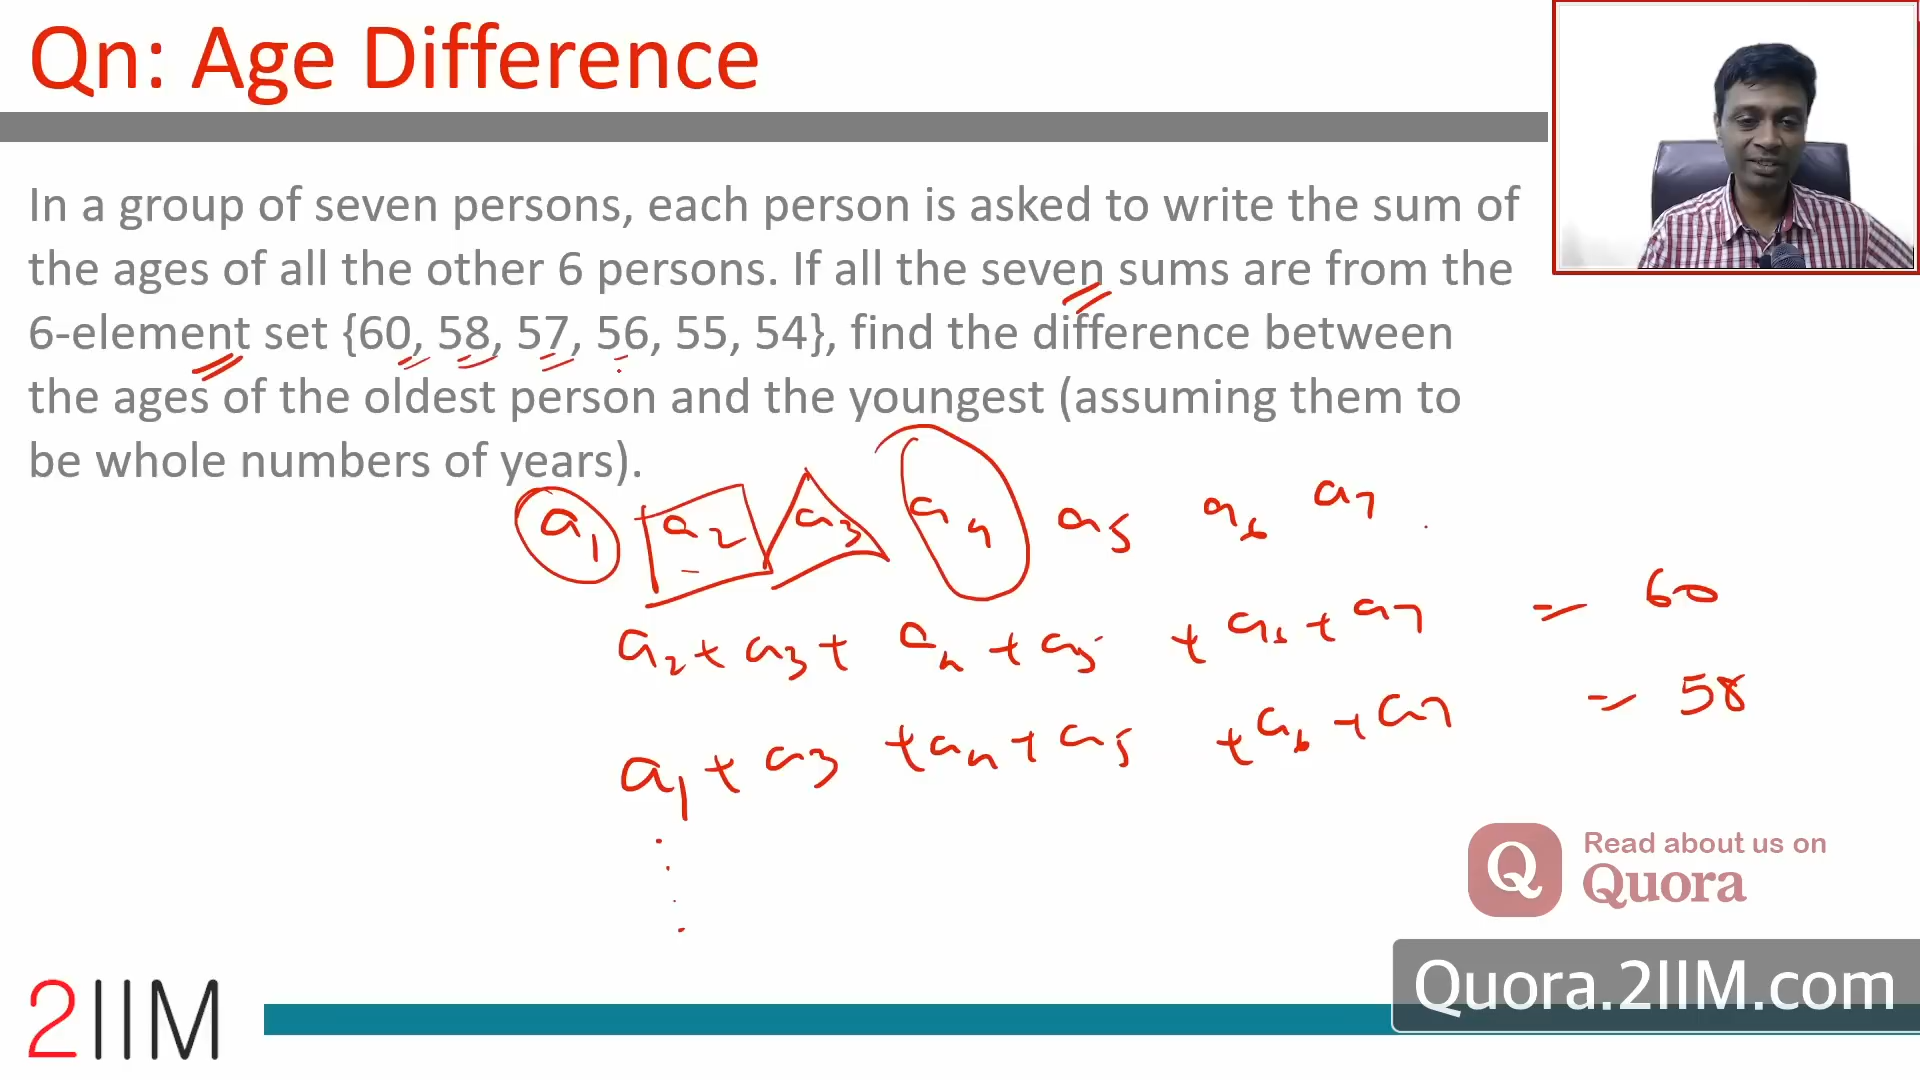 Qn: Age Difference
In a group of seven persons, each person is asked to write the sum of
the ages of all the other 6 persons. If all the seven sums are from the
6-element set {60, 58, 57, 56, 55, 54}, find the difference between
the ages of the oldest person and the youngest (assuming them to
be whole numbers of years).
a₁ a₂ a₃ a₄ a₅ a₆ a₇
a₂ + a₃ + a₄ + a₅ + a₆ + a₇ = 60
a₁ + a₃ + a₄ + a₅ + a₆ + a₇ = 58
Q Read about us on
Quora
Quora.2IIM.com
2IIM